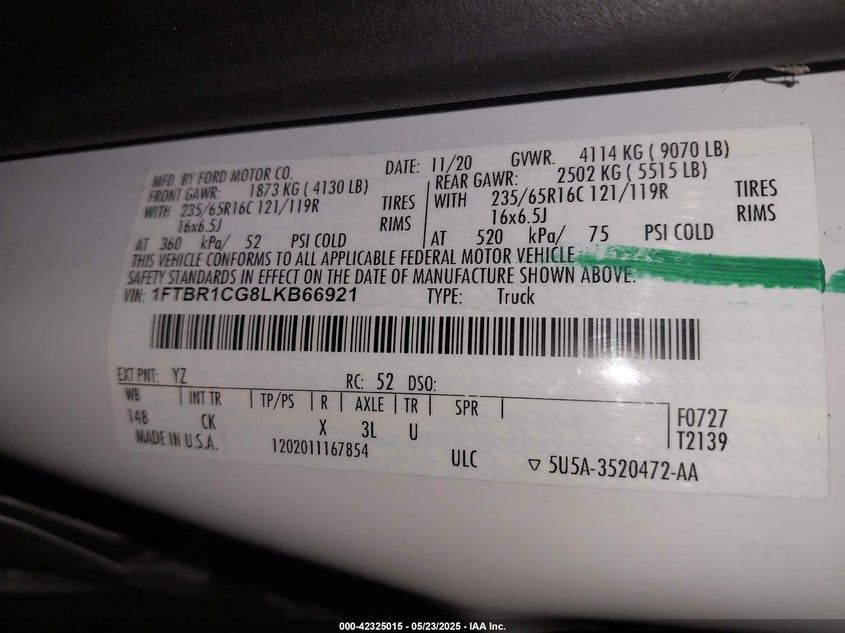 MFD. BY FORD MOTOR CO. DATE: 11/20 GVWR. 4114 KG ( 9070 LB)
FRONT GAWR: 1873 KG ( 4130 LB) REAR GAWR: 2502 KG ( 5515 LB)
WITH 235/65R16C 121/119R TIRES WITH 235/65R16C 121/119R TIRES
16x6.5J RIMS 16x6.5J RIMS
AT 360 kPa/ 52 PSI COLD AT 520 kPa/ 75 PSI COLD
THIS VEHICLE CONFORMS TO ALL APPLICABLE FEDERAL MOTOR VEHICLE
SAFETY STANDARDS IN EFFECT ON THE DATE OF MANUFACTURE SHOWN ABOVE.
VIN: 1FTBR1CG8LKB66921 TYPE: Truck
EXT PNT: YZ RC: 52 DSO:
WB INT TR TP/PS R AXLE TR SPR
148 CK X 3L U F0727
T2139
MADE IN U.S.A. 1202011167854 ULC ▽ 5U5A-3520472-AA
000-42325015 - 05/23/2025 - IAA Inc.